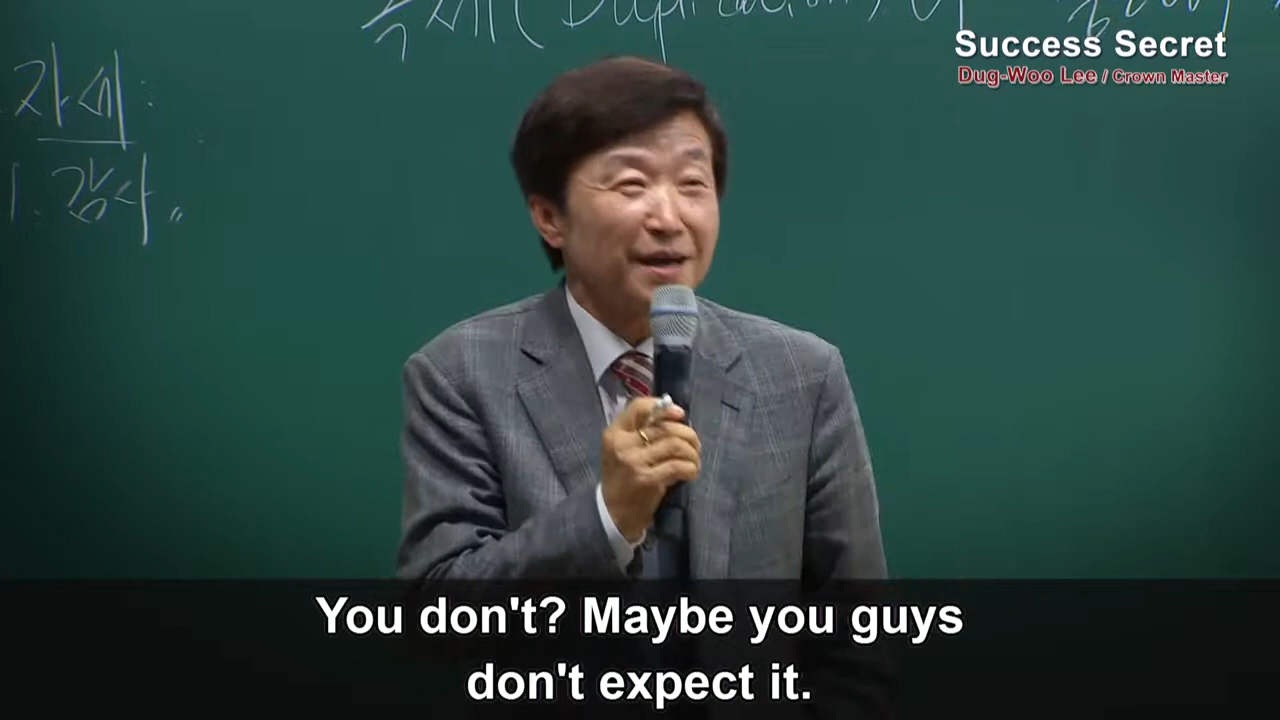 (Duplication)
Success Secret
Dug-Woo Lee / Crown Master
자세:
1. 감사.,
You don't? Maybe you guys
don't expect it.